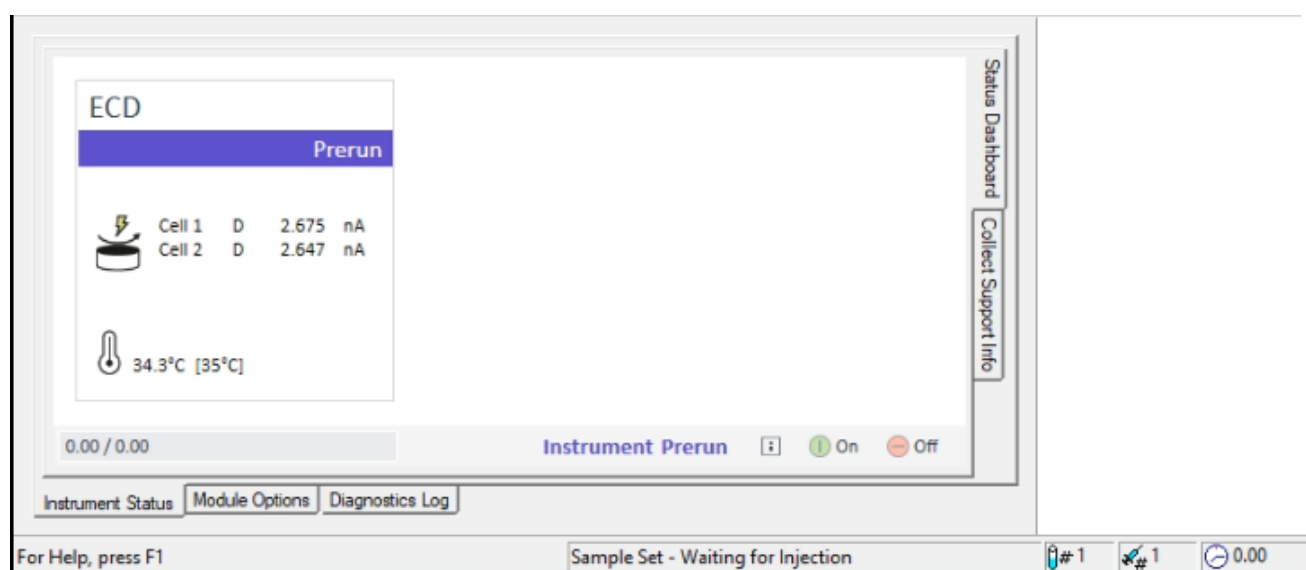 ECD
Prerun
Cell 1 D 2.675 nA
Cell 2 D 2.647 nA
34.3°C [35°C]
0.00 / 0.00
Instrument Prerun On Off
Status Dashboard
Collect Support Info
Instrument Status Module Options Diagnostics Log
For Help, press F1 Sample Set - Waiting for Injection #1 #1 0.00